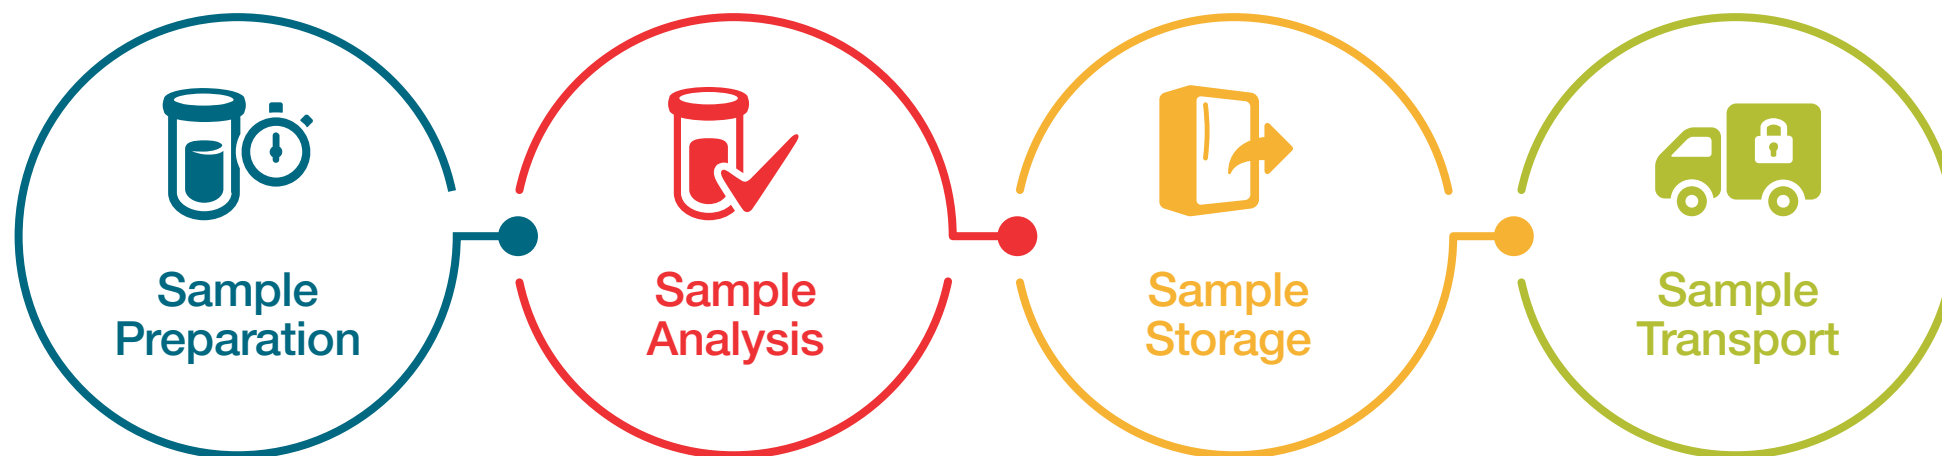 Sample
Preparation
Sample
Analysis
Sample
Storage
Sample
Transport